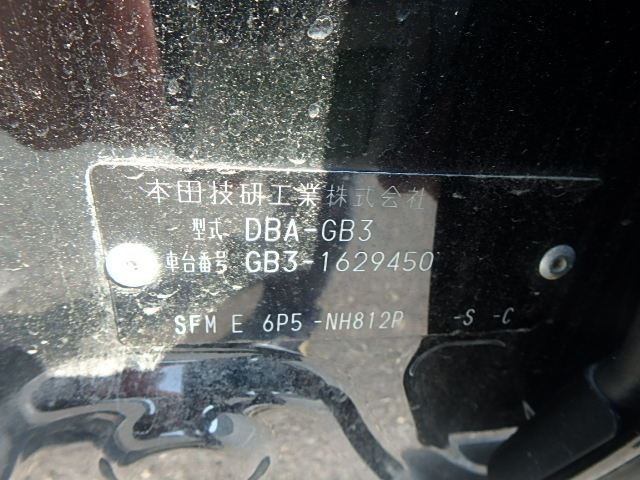 本田技研工業株式会社
型式 DBA-GB3
車台番号 GB3-1629450
SFM E 6P5 -NH812P -S -C